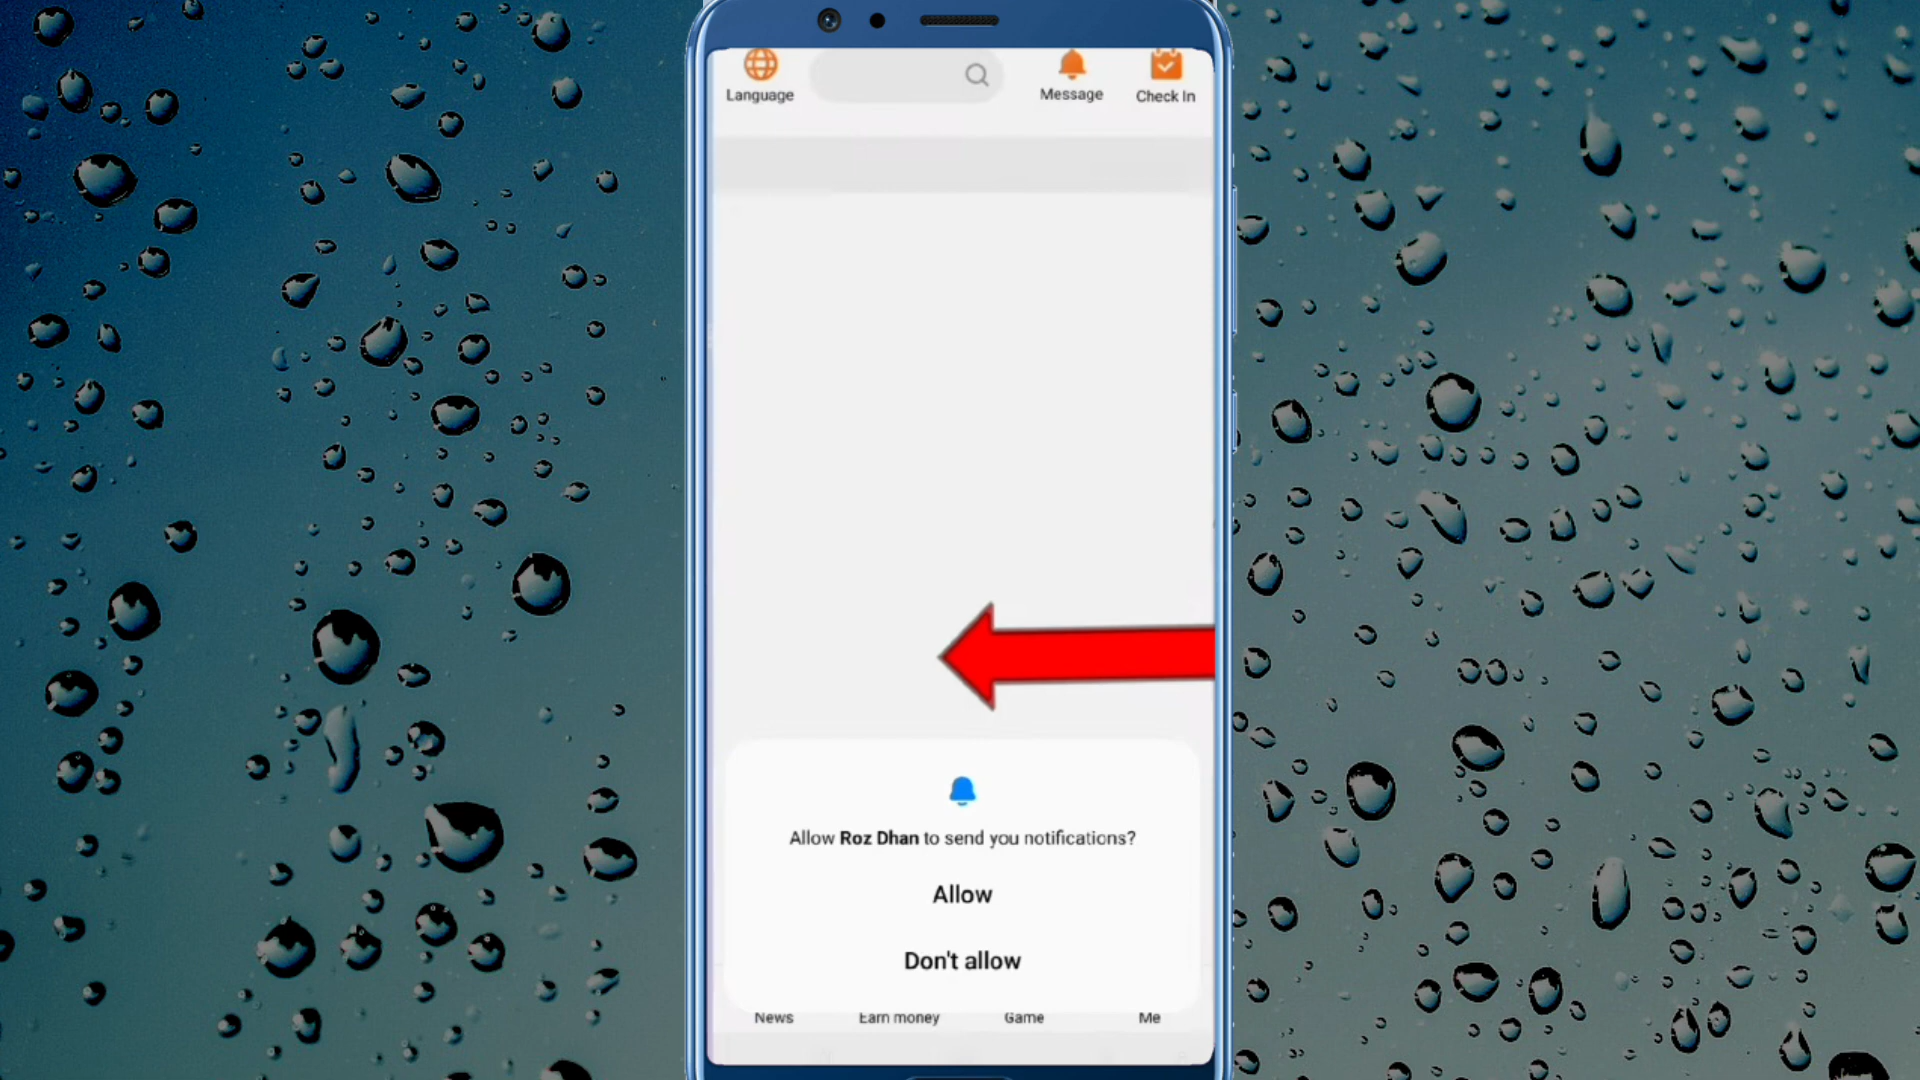 Language
Message
Check In
Allow Roz Dhan to send you notifications?
Allow
Don't allow
News
Earn money
Game
Me